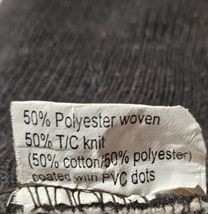 50% Polyester woven
50% T/C knit
(50% cotton/50% polyester)
coated with PVC dots